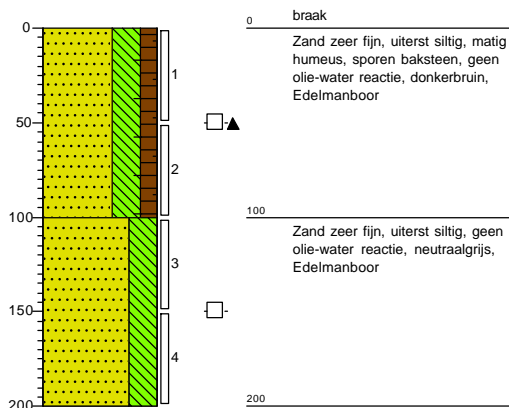 0
50
100
150
200
1
2
3
4
0
braak
Zand zeer fijn, uiterst siltig, matig
humeus, sporen baksteen, geen
olie-water reactie, donkerbruin,
Edelmanboor
100
Zand zeer fijn, uiterst siltig, geen
olie-water reactie, neutraalgrijs,
Edelmanboor
200